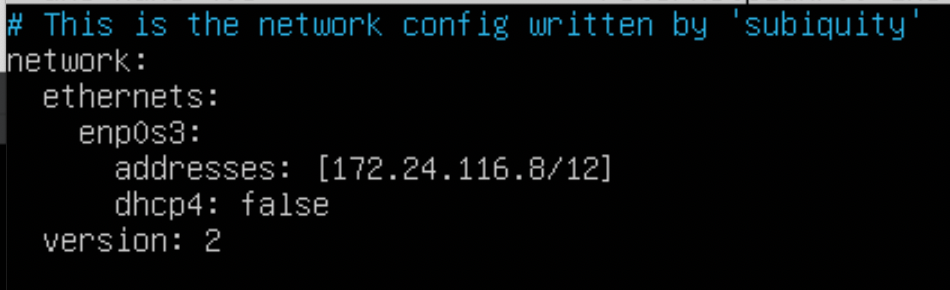 # This is the network config written by 'subiquity'
network:
  ethernets:
    enp0s3:
      addresses: [172.24.116.8/12]
      dhcp4: false
  version: 2